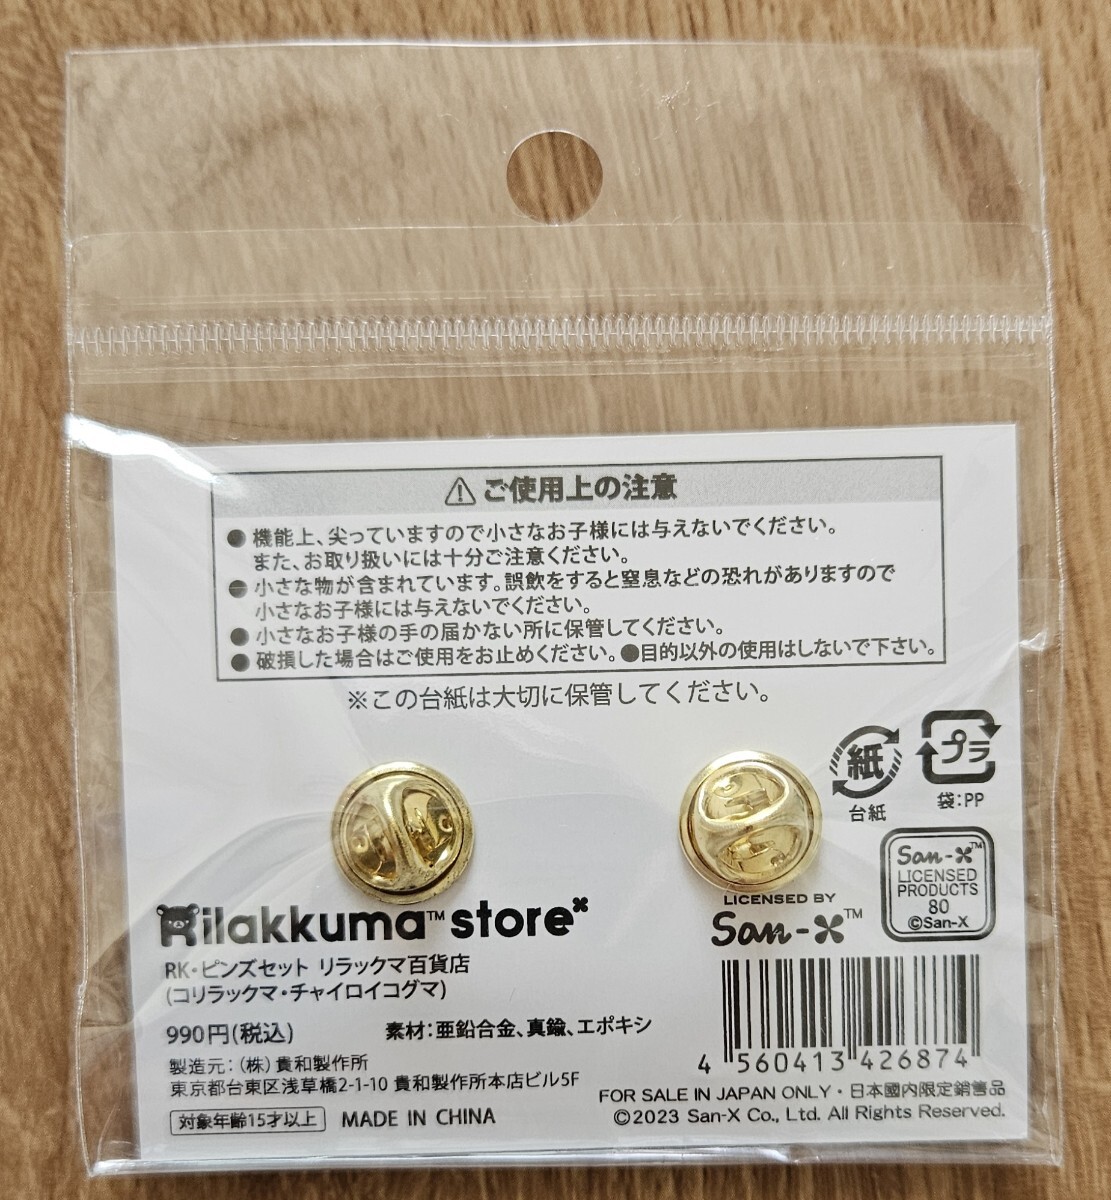 ⚠ご使用上の注意
●機能上、尖っていますので小さなお子様には与えないでください。
また、お取り扱いには十分ご注意ください。
●小さな物が含まれています。誤飲をすると窒息などの恐れがありますので
小さなお子様には与えないでください。
●小さなお子様の手の届かない所に保管してください。
●破損した場合はご使用をお止めください。●目的以外の使用はしないで下さい。
※この台紙は大切に保管してください。
紙
台紙
プラ
袋:PP
San-X™
LICENSED
PRODUCTS
80
©San-X
LICENSED BY
San-X™
Rilakkuma™ store
RK・ピンズセット リラックマ百貨店
(コリラックマ・チャイロイコグマ)
990円(税込) 素材:亜鉛合金、真鍮、エポキシ
製造元:(株)貴和製作所
東京都台東区浅草橋2-1-10 貴和製作所本店ビル5F
対象年齢15才以上 MADE IN CHINA
4 560413 426874
FOR SALE IN JAPAN ONLY・日本國内限定銷售品
©2023 San-X Co., Ltd. All Rights Reserved.